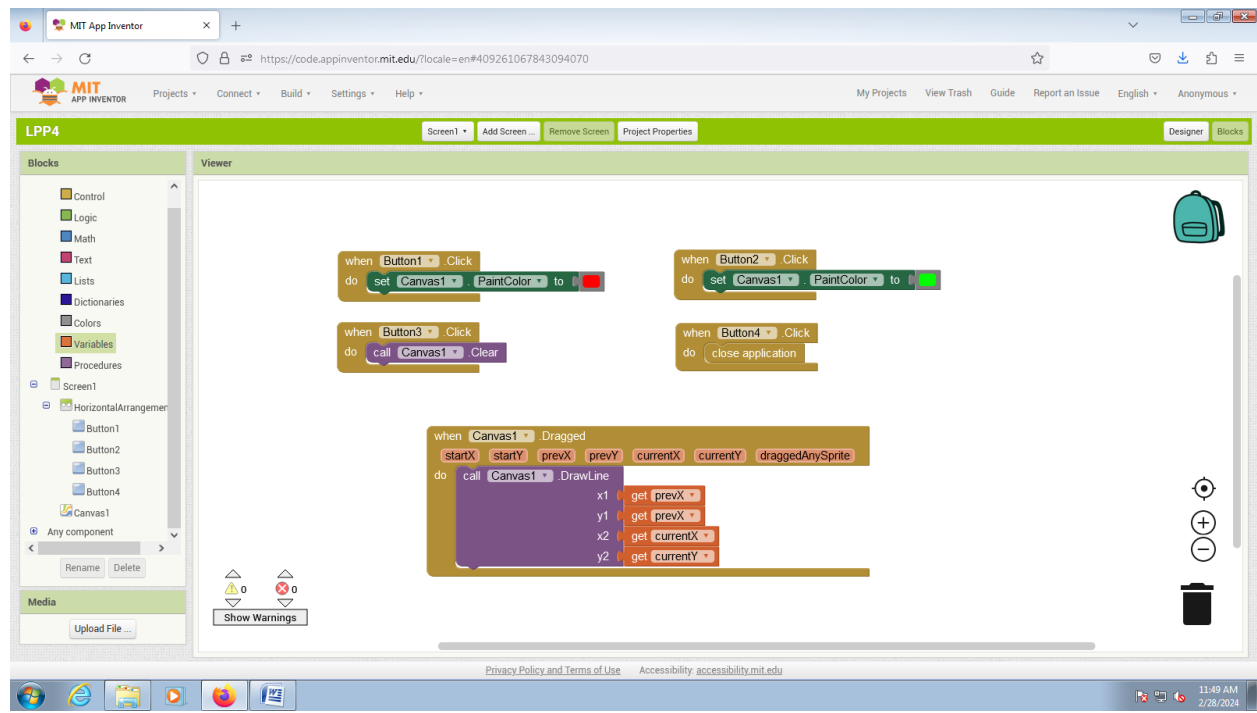 MIT App Inventor
https://code.appinventor.mit.edu/?locale=en#409261067843094070
MIT
APP INVENTOR
Projects
Connect
Build
Settings
Help
My Projects
View Trash
Guide
Report an Issue
English
Anonymous
LPP4
Screen1
Add Screen ...
Remove Screen
Project Properties
Designer
Blocks
Blocks
Control
Logic
Math
Text
Lists
Dictionaries
Colors
Variables
Procedures
Screen1
HorizontalArrangemen
Button1
Button2
Button3
Button4
Canvas1
Any component
Rename
Delete
Media
Upload File ...
Viewer
when Button1 .Click
do set Canvas1 . PaintColor to
when Button2 .Click
do set Canvas1 . PaintColor to
when Button3 .Click
do call Canvas1 .Clear
when Button4 .Click
do close application
when Canvas1 .Dragged
startX startY prevX prevY currentX currentY draggedAnySprite
do call Canvas1 .DrawLine
x1 get prevX
y1 get prevX
x2 get currentX
y2 get currentY
0 0
Show Warnings
Privacy Policy and Terms of Use Accessibility: accessibility.mit.edu
11:49 AM
2/28/2024